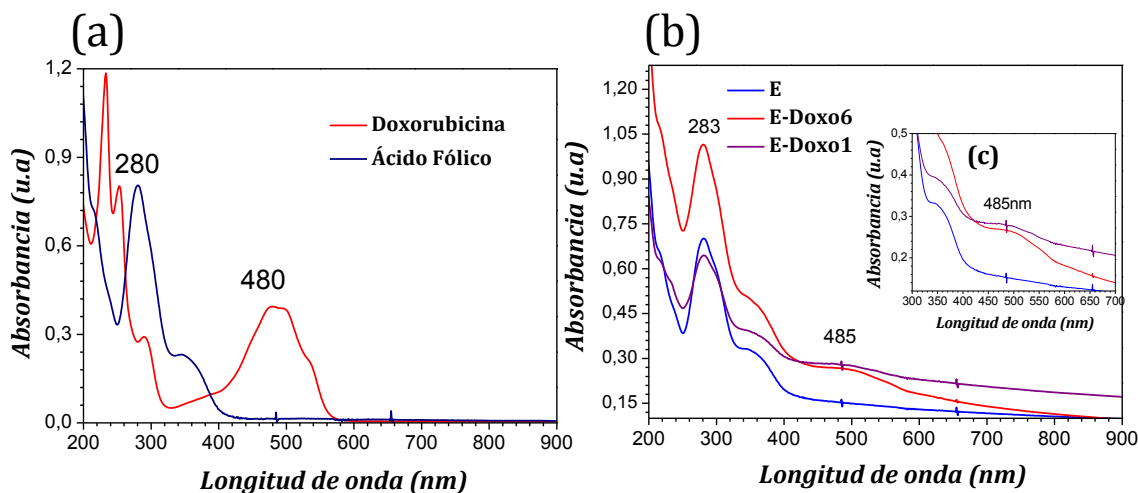 (a)
1,2
0,9
0,6
0,3
0,0
200 300 400 500 600 700 800 900
Absorbancia (u.a)
Longitud de onda (nm)
280
480
Doxorubicina
Ácido Fólico
(b)
1,20
1,05
0,90
0,75
0,60
0,45
0,30
0,15
200 300 400 500 600 700 800 900
Absorbancia (u.a)
Longitud de onda (nm)
283
485
E
E-Doxo6
E-Doxo1
(c)
0,5
0,4
0,3
0,2
300 350 400 450 500 550 600 650 700
Absorbancia (u.a)
Longitud de onda (nm)
485nm